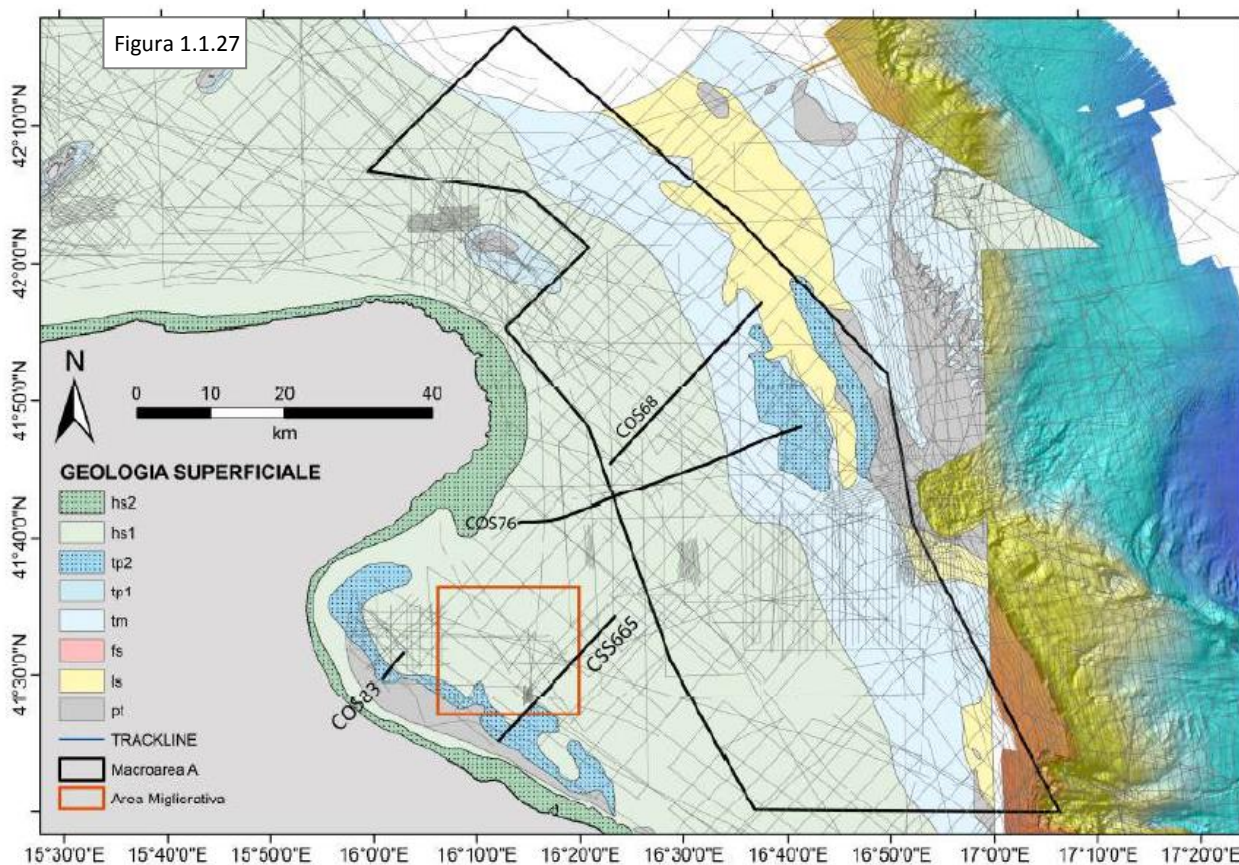 Figura 1.1.27
42°10'0"N
42°0'0"N
41°50'0"N
41°40'0"N
41°30'0"N
N
0 10 20 40
km
GEOLOGIA SUPERFICIALE
hs2
hs1
tp2
tp1
tm
fs
ls
pt
TRACKLINE
Macroarea A
Area Migliorativa
COS68
COS76
CSS665
COS83
15°30'0"E 15°40'0"E 15°50'0"E 16°0'0"E 16°10'0"E 16°20'0"E 16°30'0"E 16°40'0"E 16°50'0"E 17°0'0"E 17°10'0"E 17°20'0"E